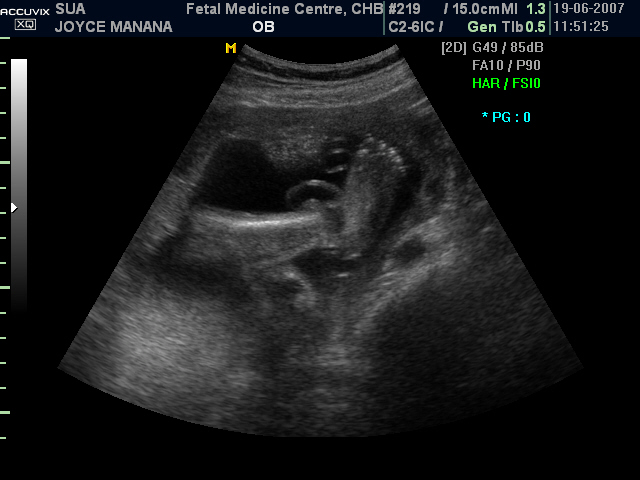 ACCUVIX SUA Fetal Medicine Centre, CHB #219 / 15.0cm MI 1.3 19-06-2007
XQ JOYCE MANANA OB C2-6IC / Gen TIb 0.5 11:51:25
M [2D] G49 / 85dB
FA10 / P90
HAR / FSI0
* PG : 0